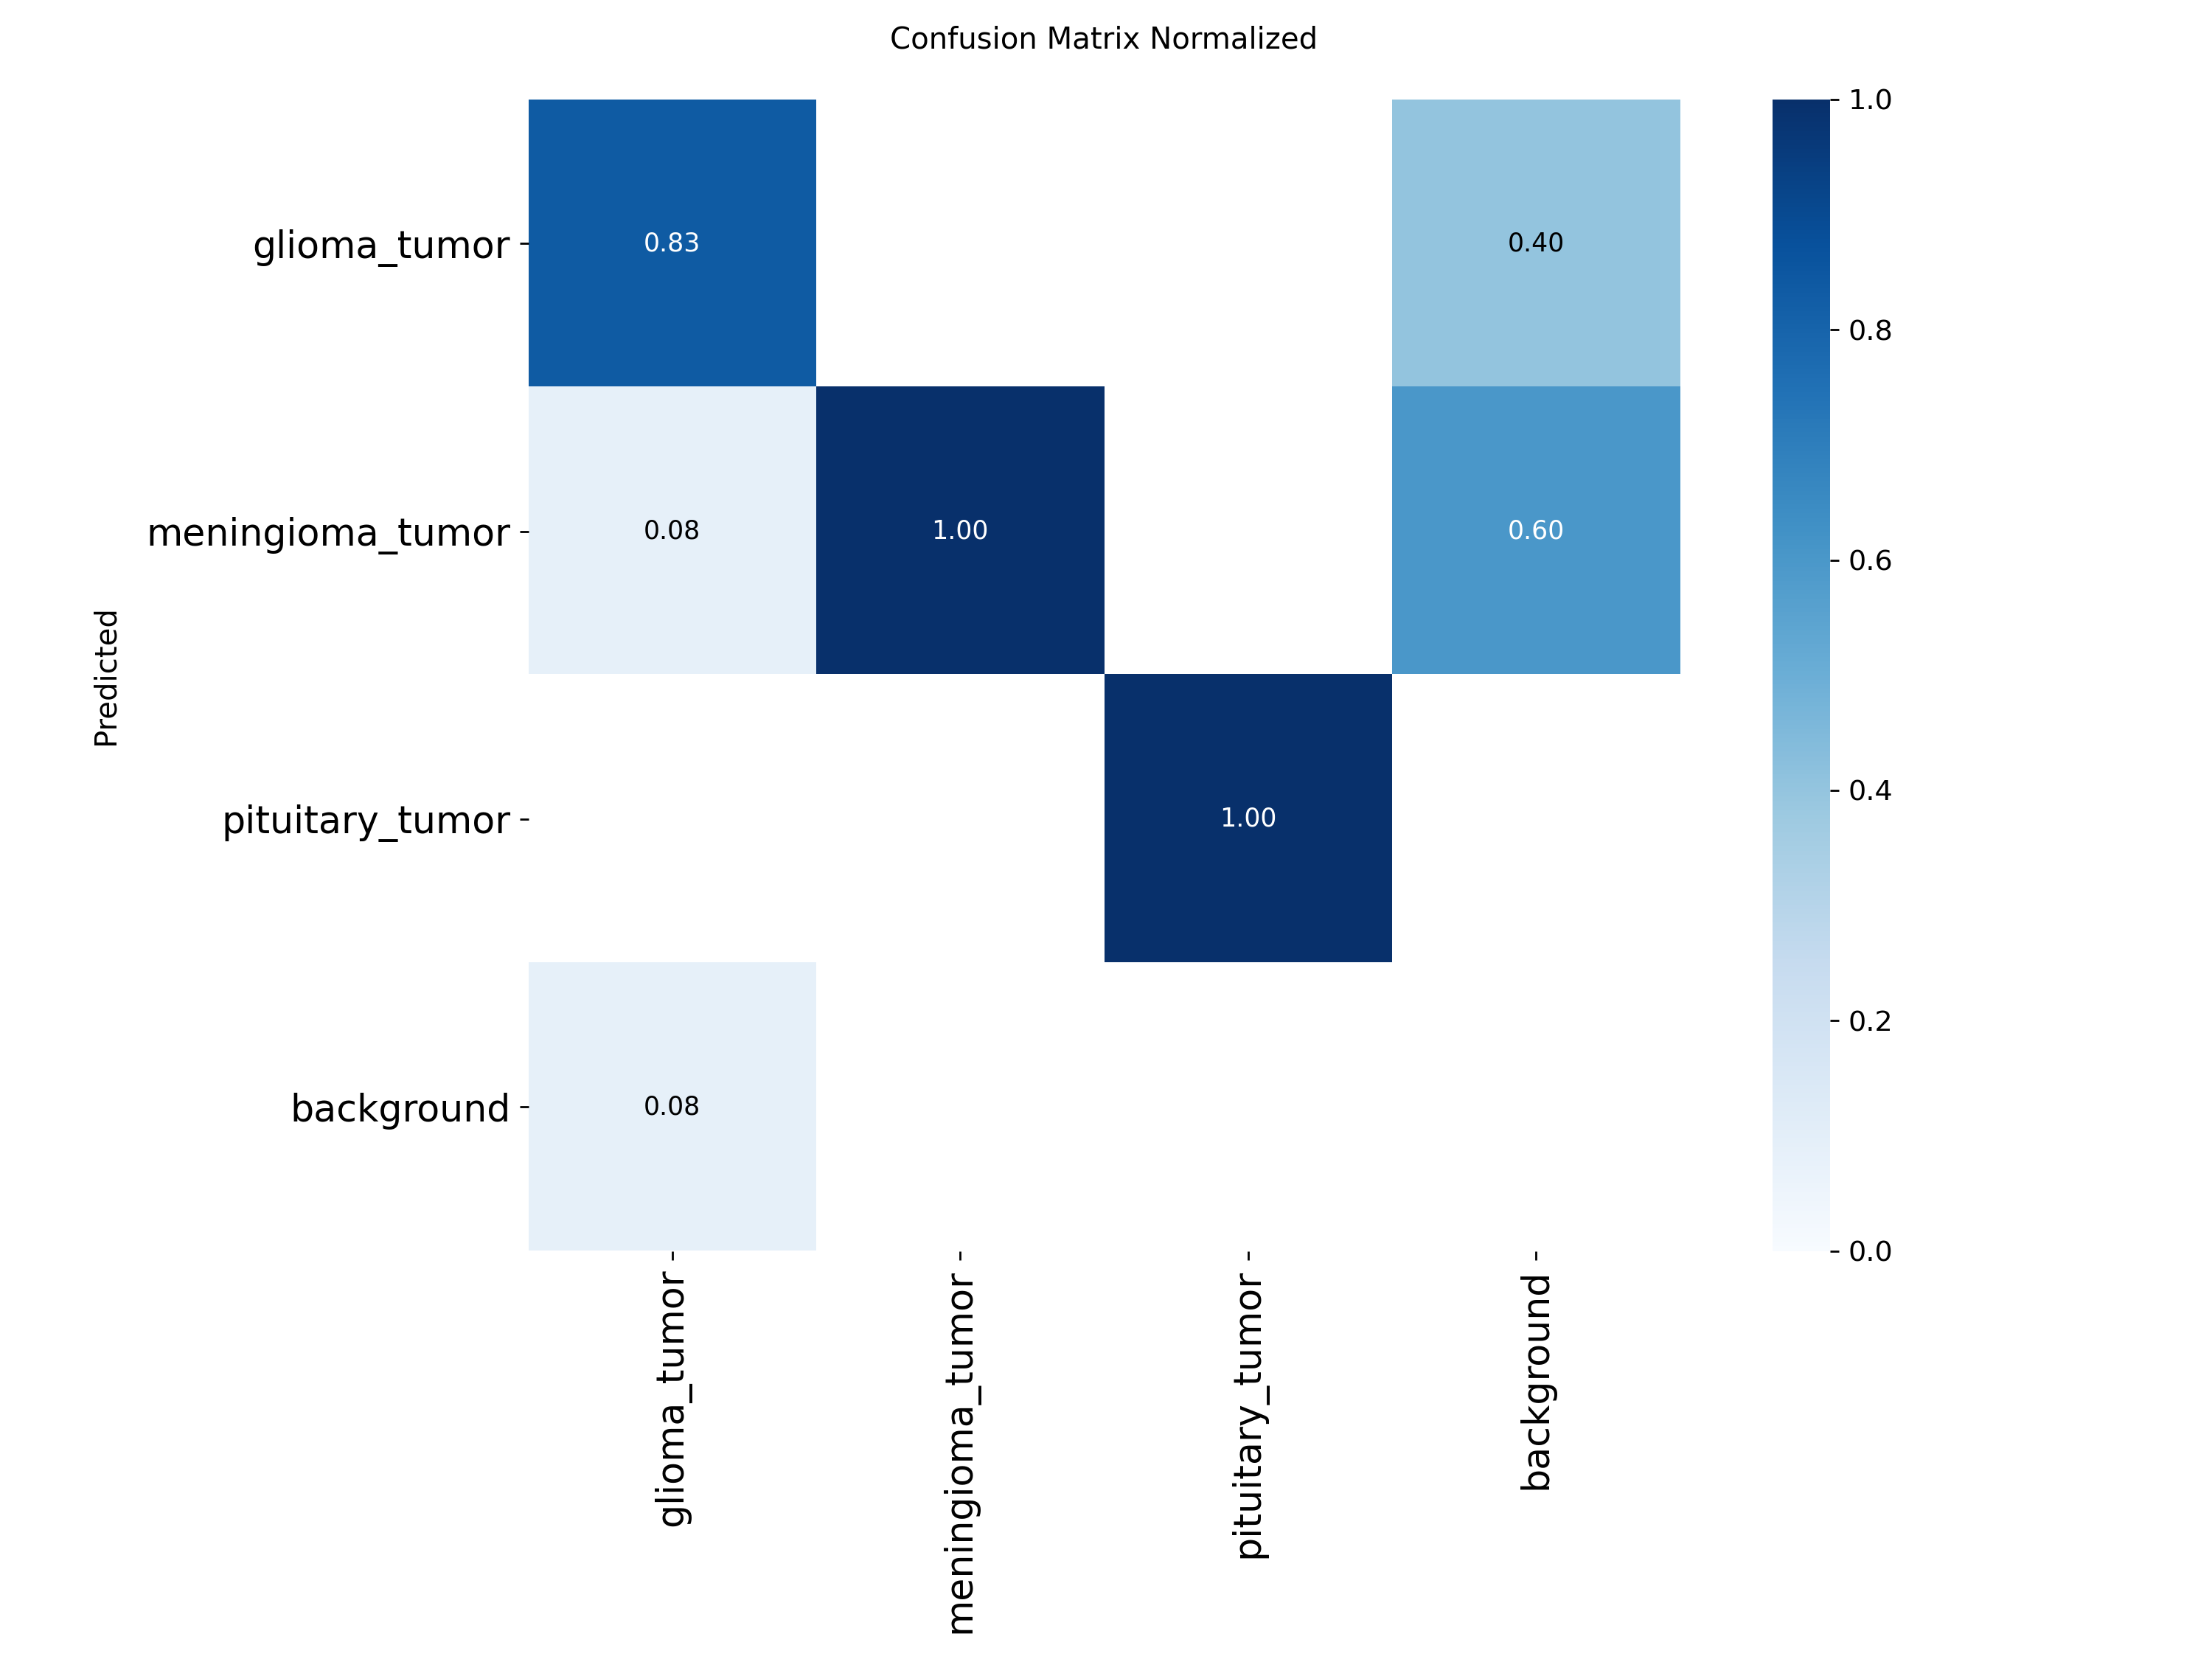 Confusion Matrix Normalized
glioma_tumor
0.83
0.40
meningioma_tumor
0.08
1.00
0.60
pituitary_tumor
1.00
background
0.08
Predicted
glioma_tumor
meningioma_tumor
pituitary_tumor
background
1.0
0.8
0.6
0.4
0.2
0.0